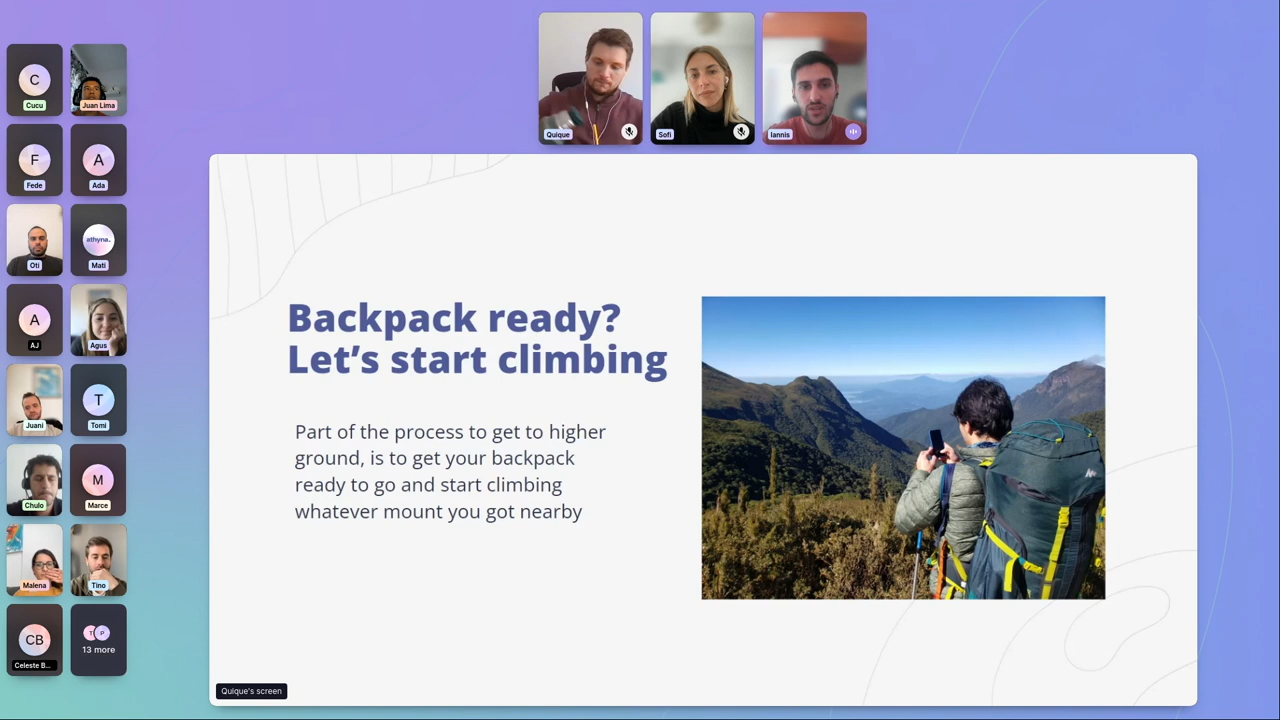 Quique
Sofi
Iannis
C
Cucu
Juan Lima
F
Fede
A
Ada
Oti
athyna.
Mati
A
AJ
Agus
Juani
T
Tomi
Chulo
M
Marce
Malena
Tino
CB
Celeste B...
T
P
13 more
Backpack ready?
Let's start climbing
Part of the process to get to higher
ground, is to get your backpack
ready to go and start climbing
whatever mount you got nearby
Quique's screen